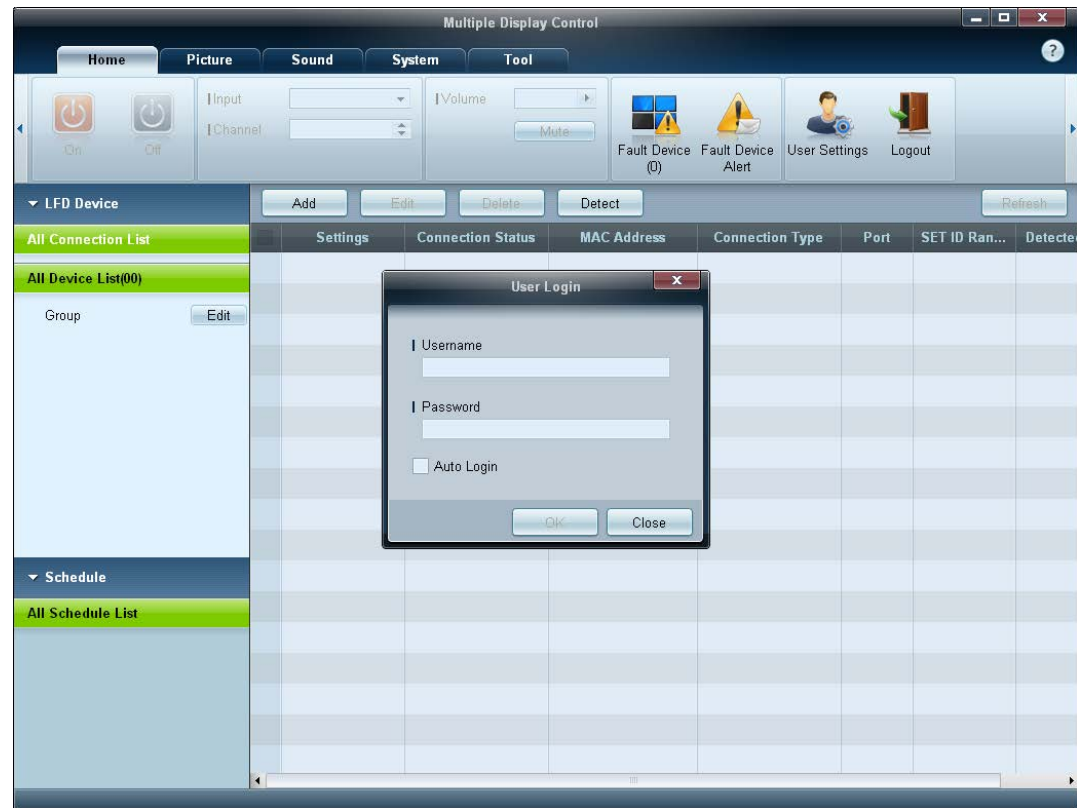 Multiple Display Control
Home Picture Sound System Tool
Input
Channel
On Off
Volume
Mute
Fault Device (0)
Fault Device Alert
User Settings
Logout
LFD Device
All Connection List
All Device List(00)
Group Edit
Schedule
All Schedule List
Add Edit Delete Detect Refresh
Settings Connection Status MAC Address Connection Type Port SET ID Ran... Detected
User Login
Username
Password
Auto Login
OK Close